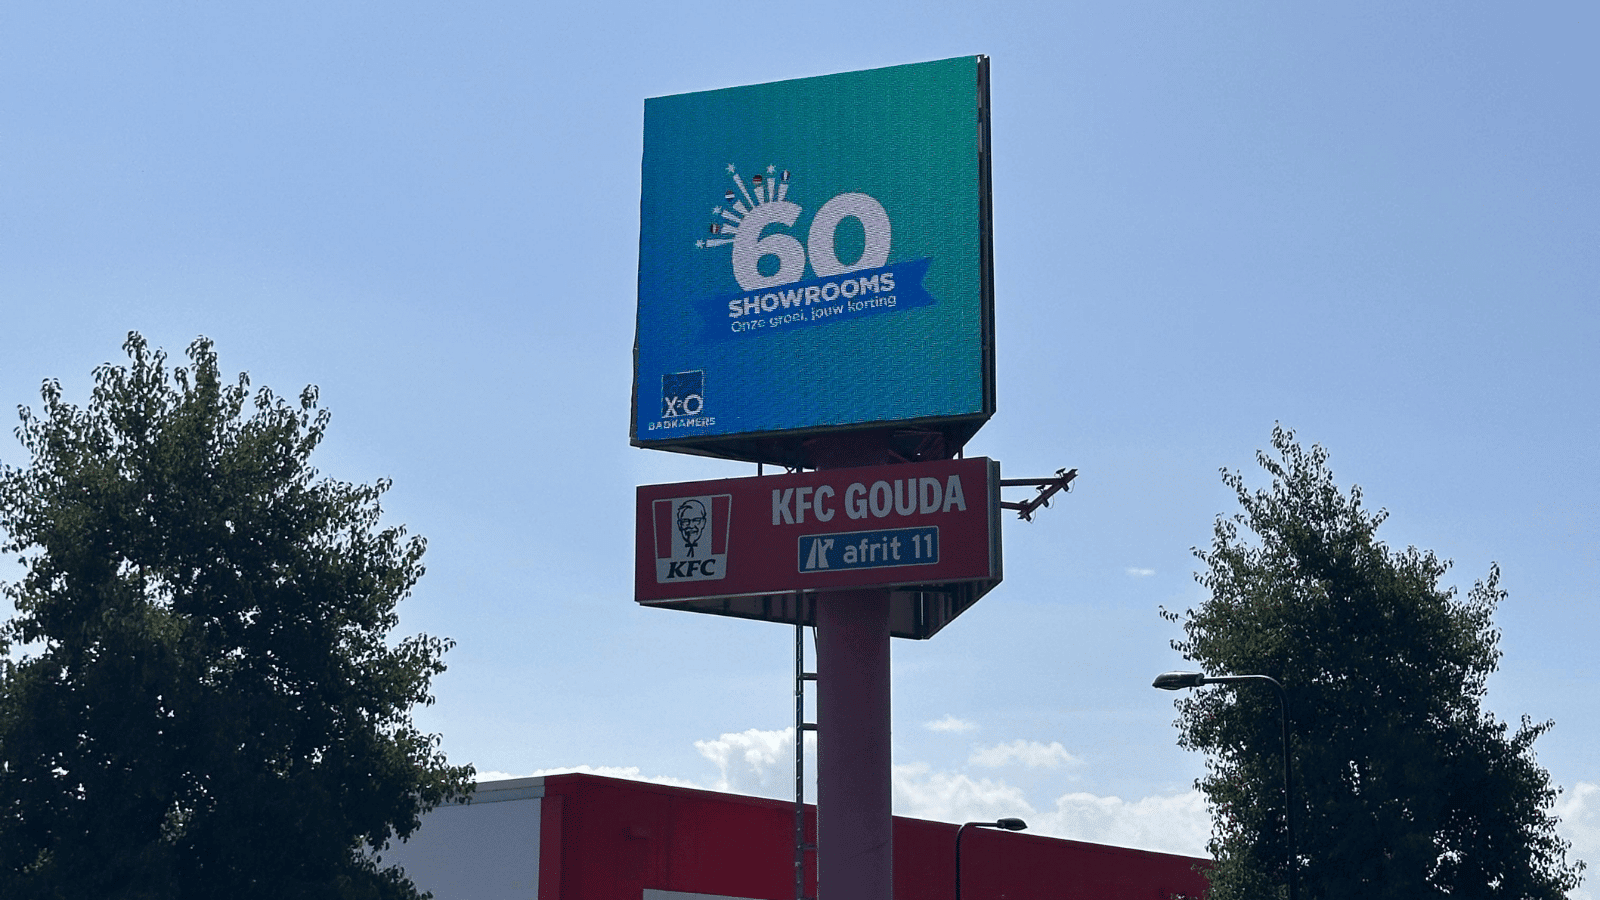 60
SHOWROOMS
Onze groei, jouw korting
X²O
BADKAMERS
KFC GOUDA
afrit 11
KFC